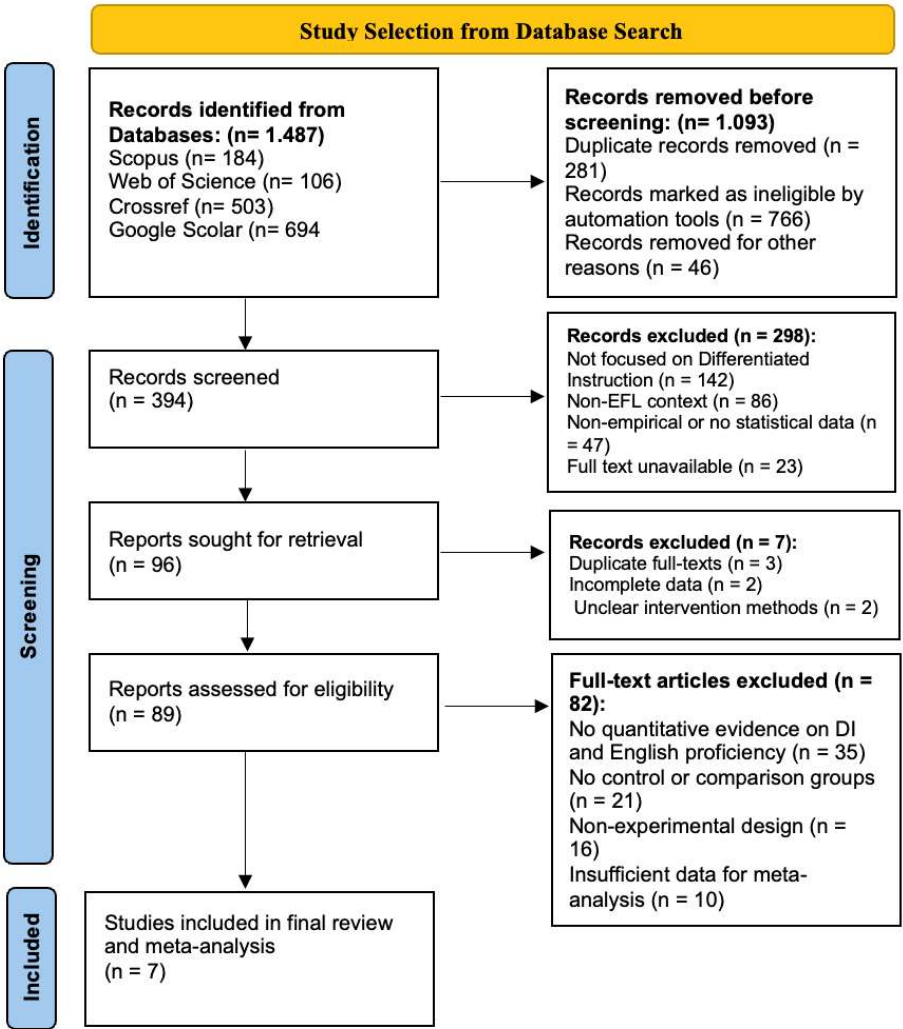 Study Selection from Database Search
Identification
Records identified from
Databases: (n= 1.487)
Scopus (n= 184)
Web of Science (n= 106)
Crossref (n= 503)
Google Scolar (n= 694
Records removed before
screening: (n= 1.093)
Duplicate records removed (n =
281)
Records marked as ineligible by
automation tools (n = 766)
Records removed for other
reasons (n = 46)
Screening
Records screened
(n = 394)
Records excluded (n = 298):
Not focused on Differentiated
Instruction (n = 142)
Non-EFL context (n = 86)
Non-empirical or no statistical data (n
= 47)
Full text unavailable (n = 23)
Reports sought for retrieval
(n = 96)
Records excluded (n = 7):
Duplicate full-texts (n = 3)
Incomplete data (n = 2)
Unclear intervention methods (n = 2)
Reports assessed for eligibility
(n = 89)
Full-text articles excluded (n =
82):
No quantitative evidence on DI
and English proficiency (n = 35)
No control or comparison groups
(n = 21)
Non-experimental design (n =
16)
Insufficient data for meta-
analysis (n = 10)
Included
Studies included in final review
and meta-analysis
(n = 7)